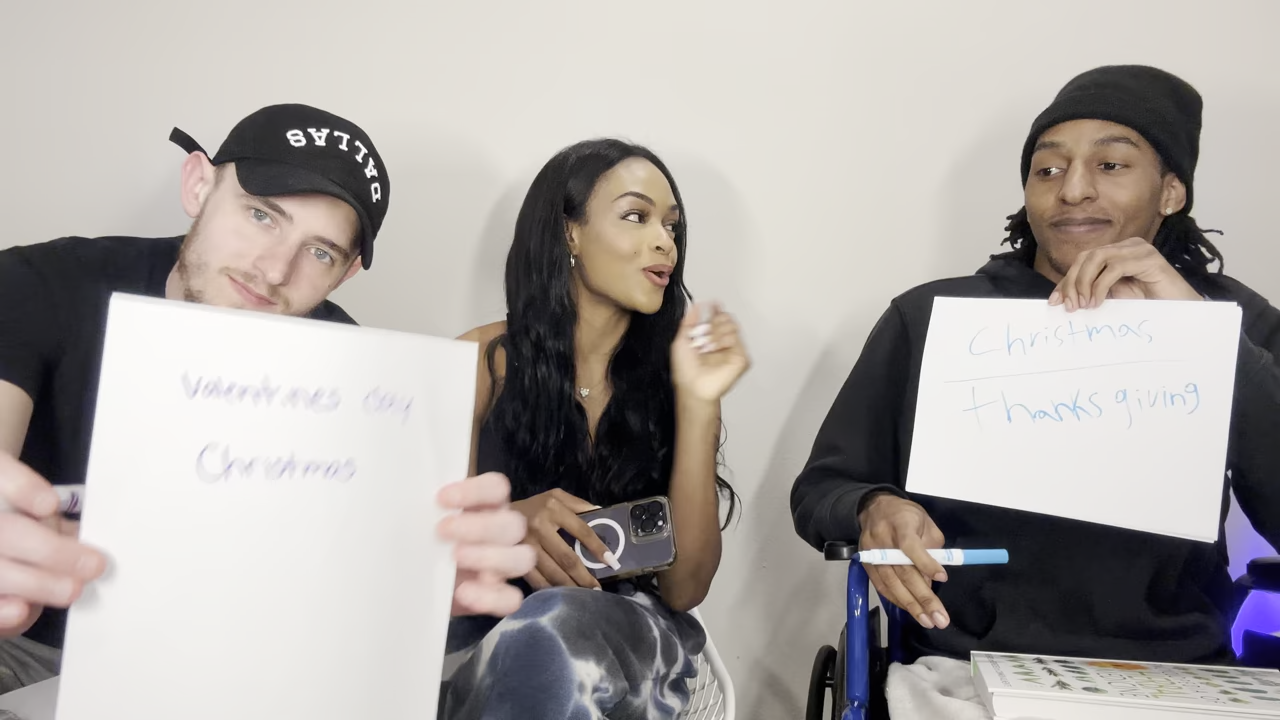 DALLAS
valentines day
Christmas
Christmas
thanksgiving